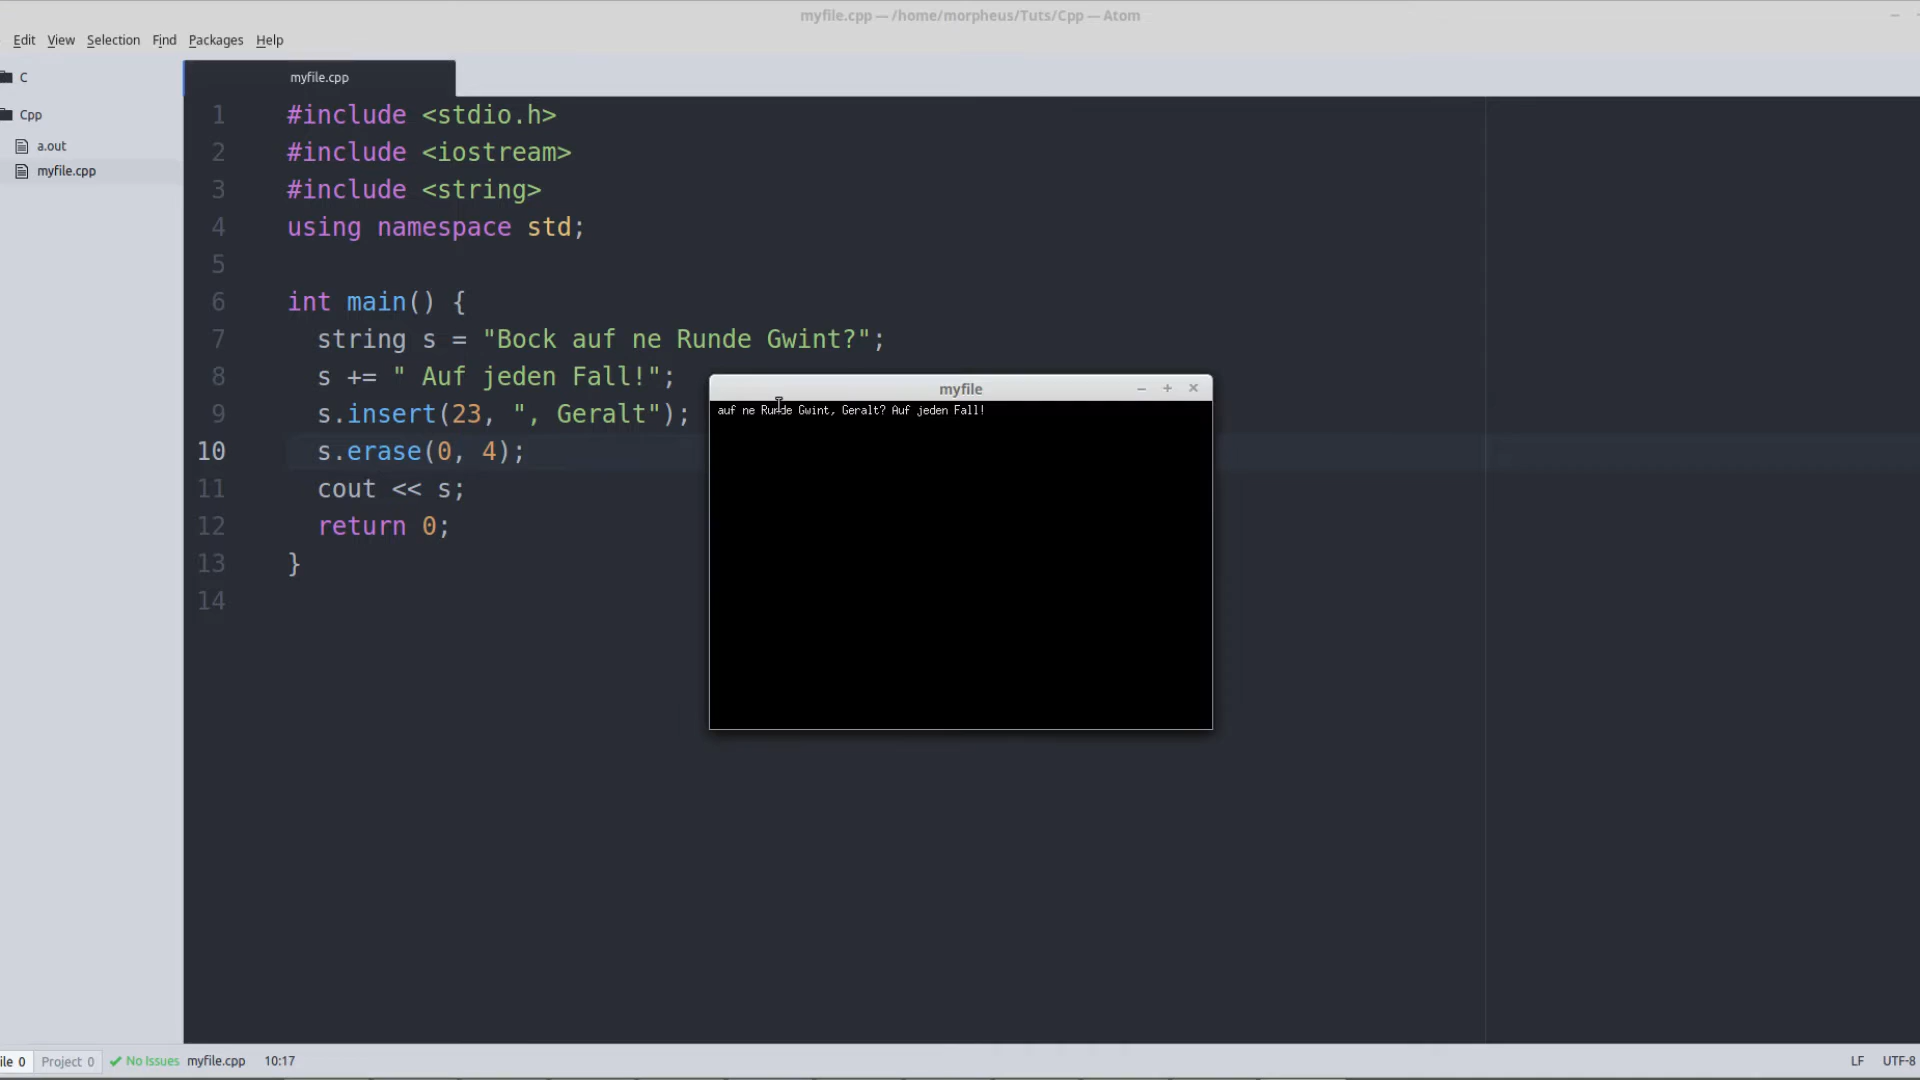 myfile.cpp — /home/morpheus/Tuts/Cpp — Atom
Edit View Selection Find Packages Help
C
Cpp
a.out
myfile.cpp
myfile.cpp
1 #include <stdio.h>
2 #include <iostream>
3 #include <string>
4 using namespace std;
5
6 int main() {
7 string s = "Bock auf ne Runde Gwint?";
8 s += " Auf jeden Fall!";
9 s.insert(23, ", Geralt");
10 s.erase(0, 4);
11 cout << s;
12 return 0;
13 }
14
myfile
auf ne Runde Gwint, Geralt? Auf jeden Fall!
ile 0 Project 0 No Issues myfile.cpp 10:17 LF UTF-8